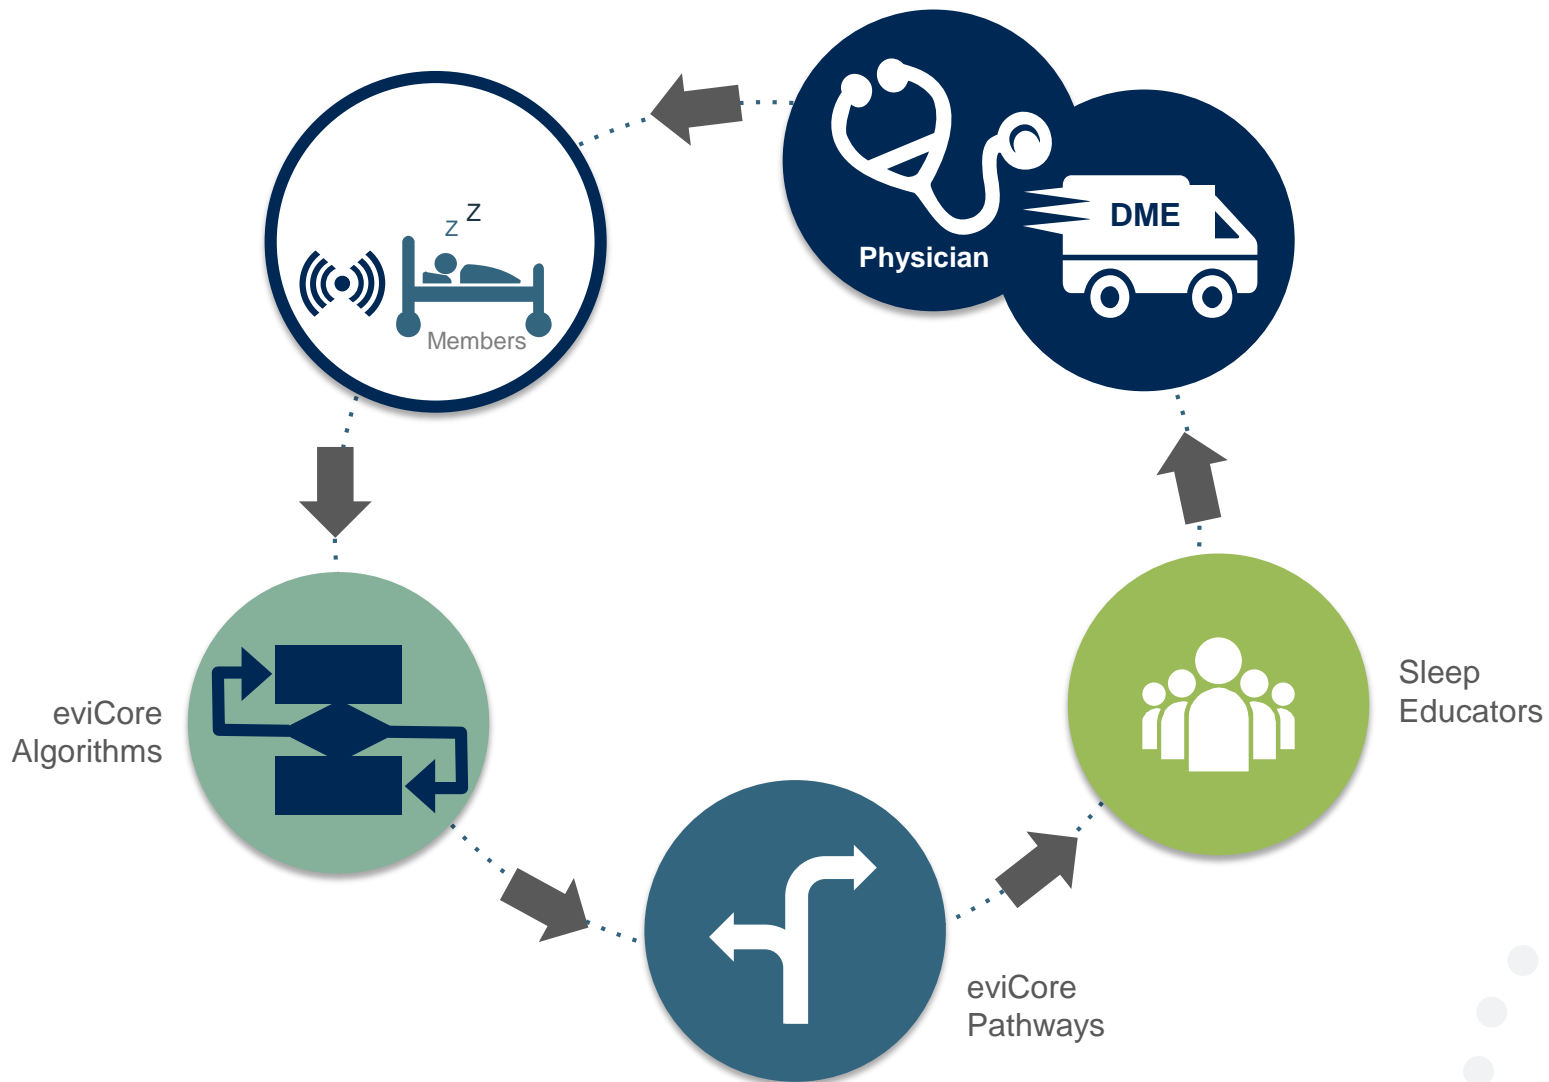 z
Z
Members
Physician
DME
eviCore
Algorithms
eviCore
Pathways
Sleep
Educators